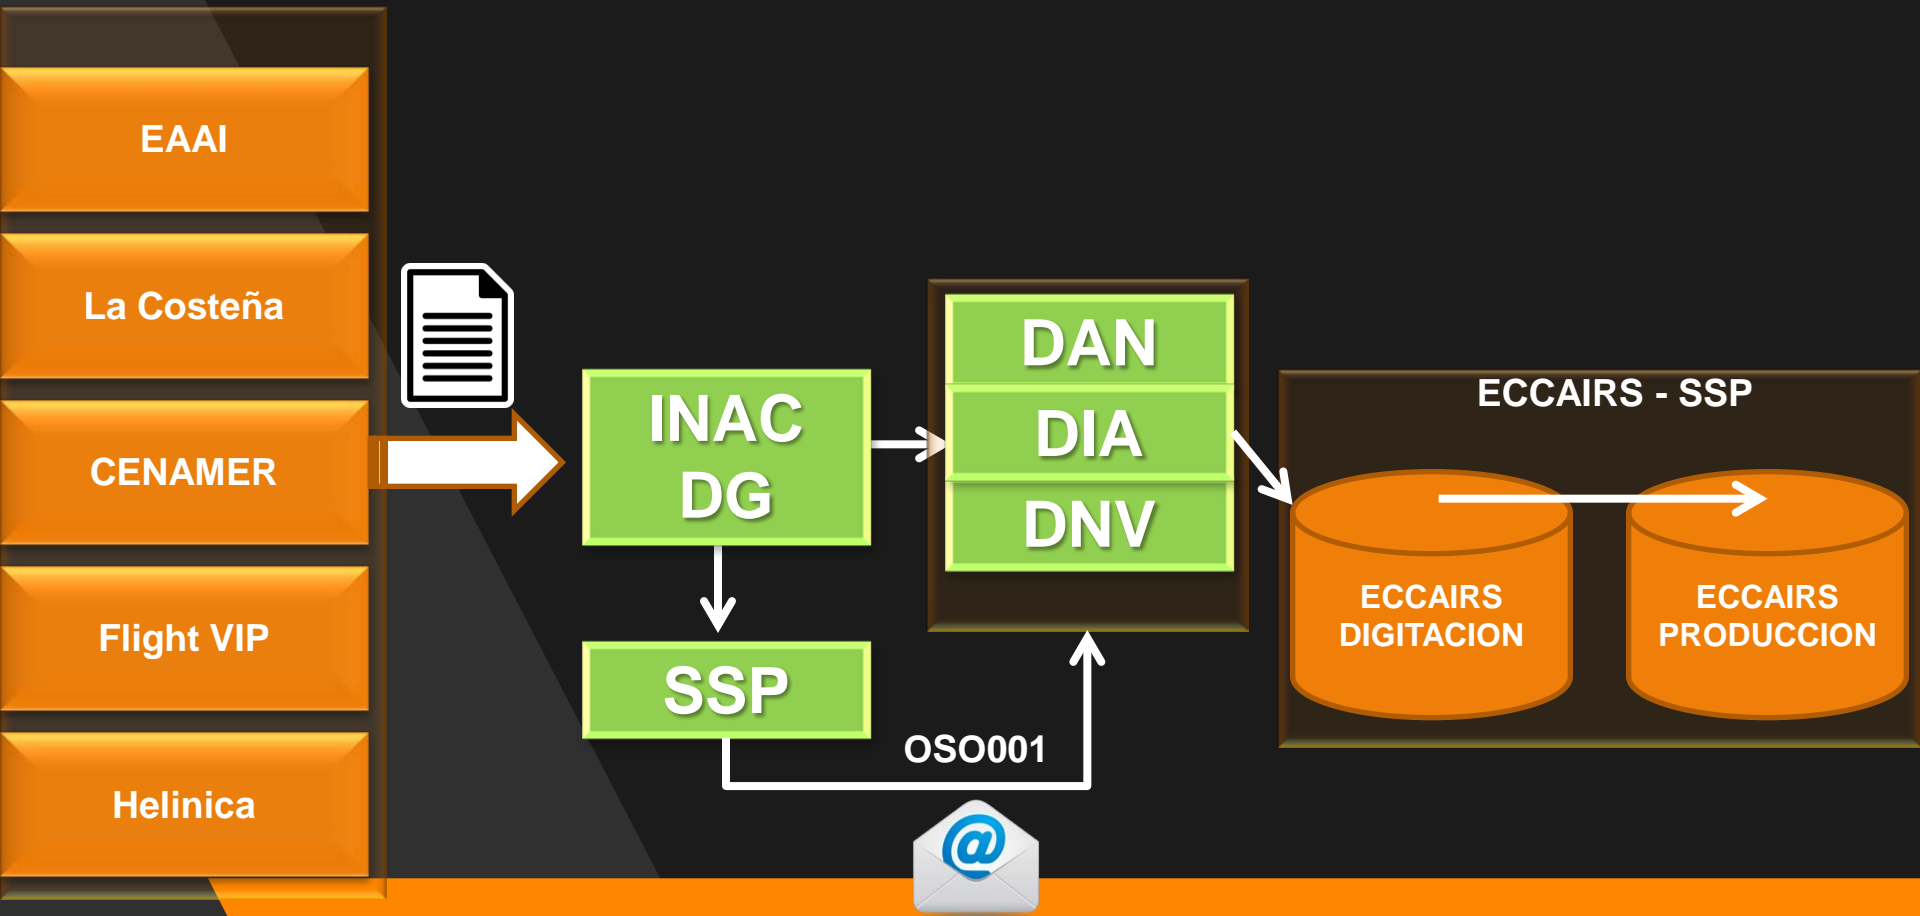 EAAI
La Costeña
CENAMER
Flight VIP
Helinica
INAC
DG
SSP
OSO001
@
DAN
DIA
DNV
ECCAIRS - SSP
ECCAIRS
DIGITACION
ECCAIRS
PRODUCCION